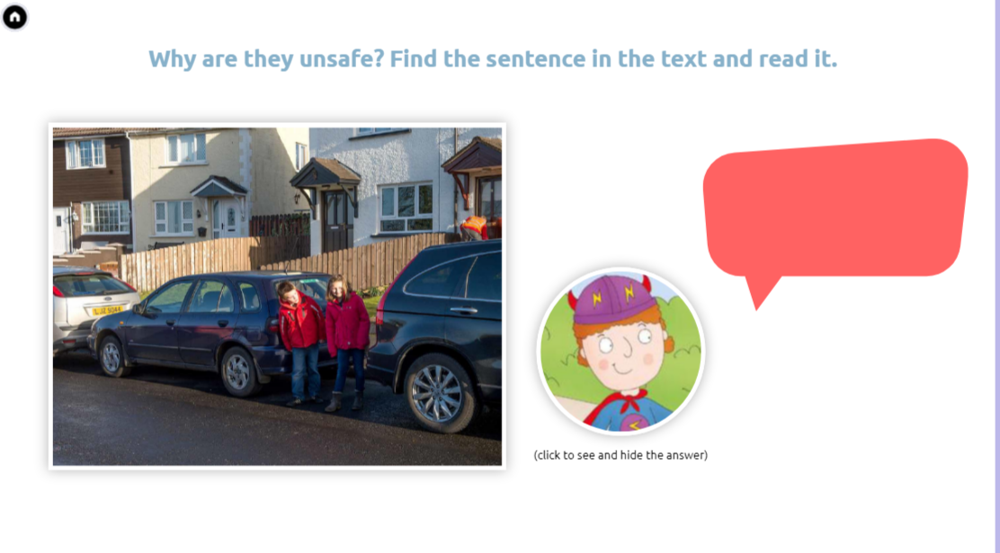 Why are they unsafe? Find the sentence in the text and read it.
(click to see and hide the answer)